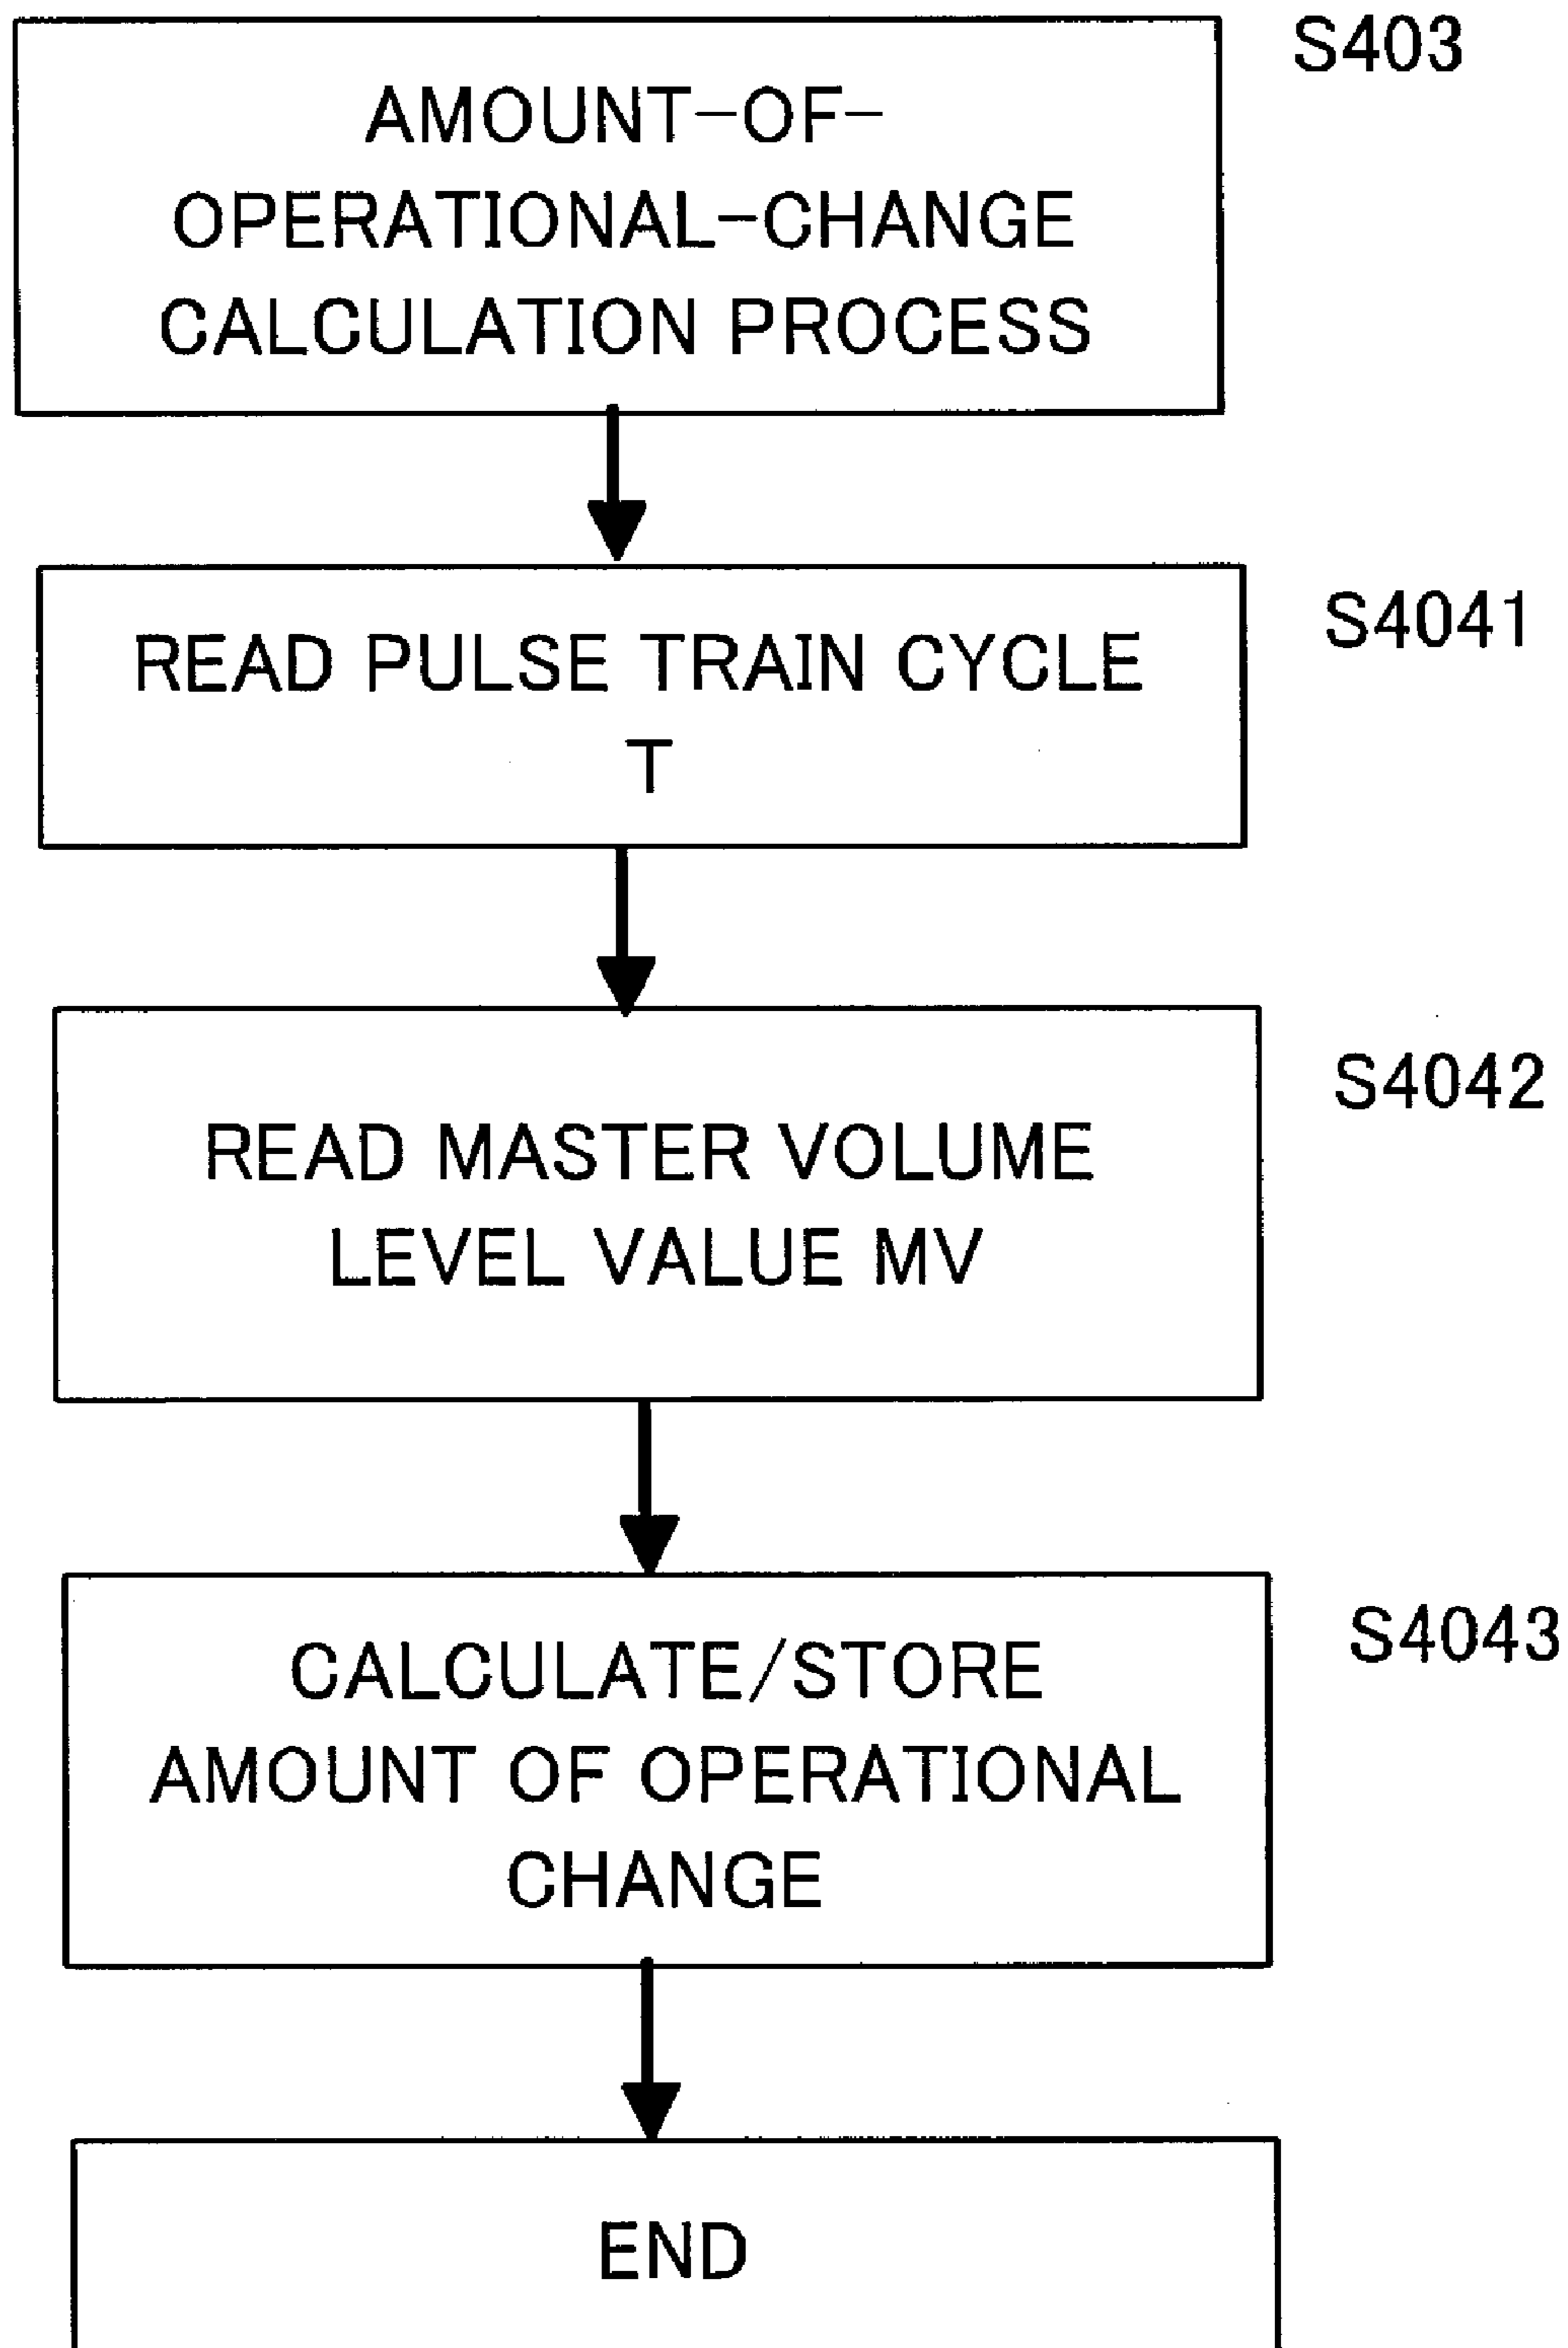 S403
AMOUNT-OF-
OPERATIONAL-CHANGE
CALCULATION PROCESS
S4041
READ PULSE TRAIN CYCLE
T
S4042
READ MASTER VOLUME
LEVEL VALUE MV
S4043
CALCULATE/STORE
AMOUNT OF OPERATIONAL
CHANGE
END